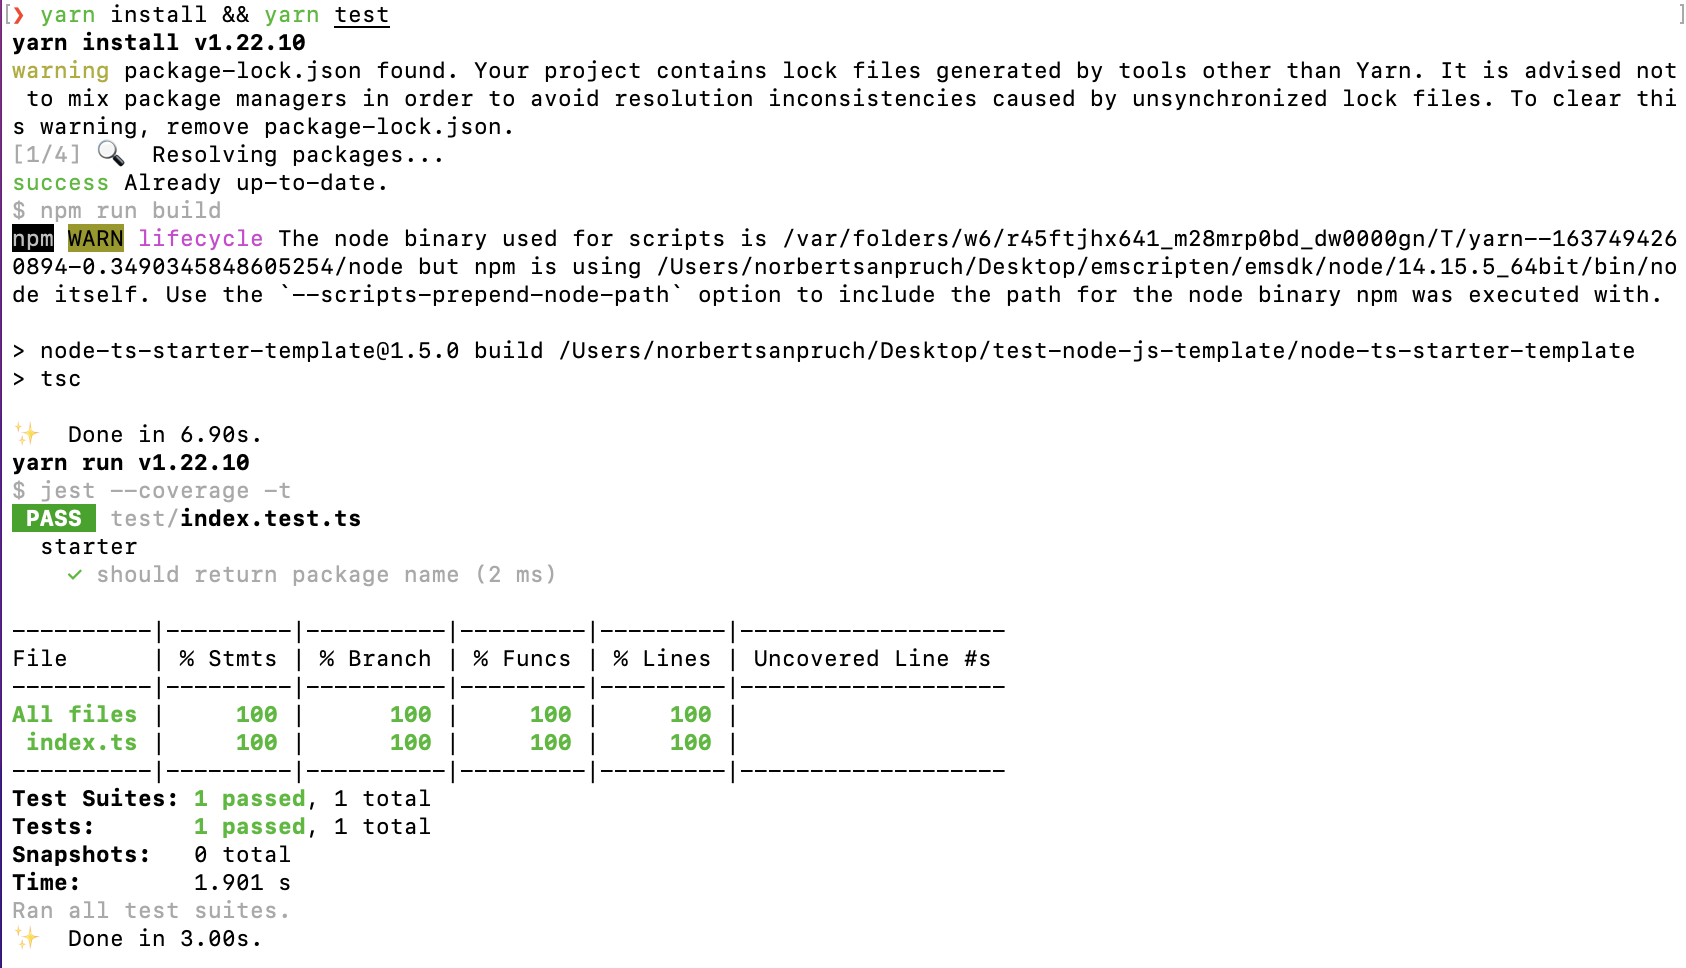 [❯ yarn install && yarn test ]
yarn install v1.22.10
warning package-lock.json found. Your project contains lock files generated by tools other than Yarn. It is advised not
 to mix package managers in order to avoid resolution inconsistencies caused by unsynchronized lock files. To clear thi
s warning, remove package-lock.json.
[1/4] 🔍  Resolving packages...
success Already up-to-date.
$ npm run build
npm WARN lifecycle The node binary used for scripts is /var/folders/w6/r45ftjhx641_m28mrp0bd_dw0000gn/T/yarn--163749426
0894-0.3490345848605254/node but npm is using /Users/norbertsanpruch/Desktop/emscripten/emsdk/node/14.15.5_64bit/bin/no
de itself. Use the `--scripts-prepend-node-path` option to include the path for the node binary npm was executed with.

> node-ts-starter-template@1.5.0 build /Users/norbertsanpruch/Desktop/test-node-js-template/node-ts-starter-template
> tsc

✨  Done in 6.90s.
yarn run v1.22.10
$ jest --coverage -t
 PASS  test/index.test.ts
  starter
    ✓ should return package name (2 ms)

----------|---------|----------|---------|---------|-------------------
File      | % Stmts | % Branch | % Funcs | % Lines | Uncovered Line #s
----------|---------|----------|---------|---------|-------------------
All files |     100 |      100 |     100 |     100 |
 index.ts |     100 |      100 |     100 |     100 |
----------|---------|----------|---------|---------|-------------------
Test Suites: 1 passed, 1 total
Tests:       1 passed, 1 total
Snapshots:   0 total
Time:        1.901 s
Ran all test suites.
✨  Done in 3.00s.